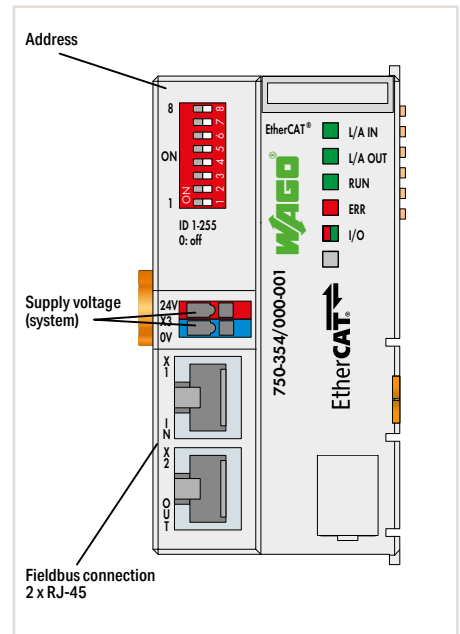 Address
8
ON
1
ON
1 2 3 4 5 6 7 8
ID 1-255
0: off
Supply voltage
(system)
24V
X3
0V
X1
IN
X2
OUT
Fieldbus connection
2 x RJ-45
EtherCAT®
L/A IN
L/A OUT
RUN
ERR
I/O
WAGO®
750-354/000-001
EtherCAT®